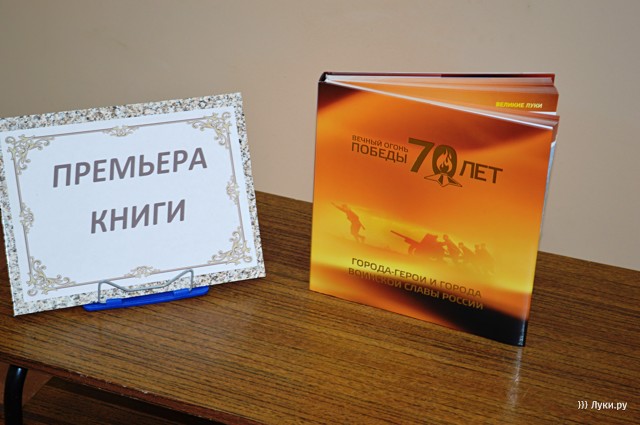 ПРЕМЬЕРА
КНИГИ
ВЕЛИКИЕ ЛУКИ
ВЕЧНЫЙ ОГОНЬ
ПОБЕДЫ 70 ЛЕТ
ГОРОДА-ГЕРОИ И ГОРОДА
ВОИНСКОЙ СЛАВЫ РОССИИ
))) Луки.ру